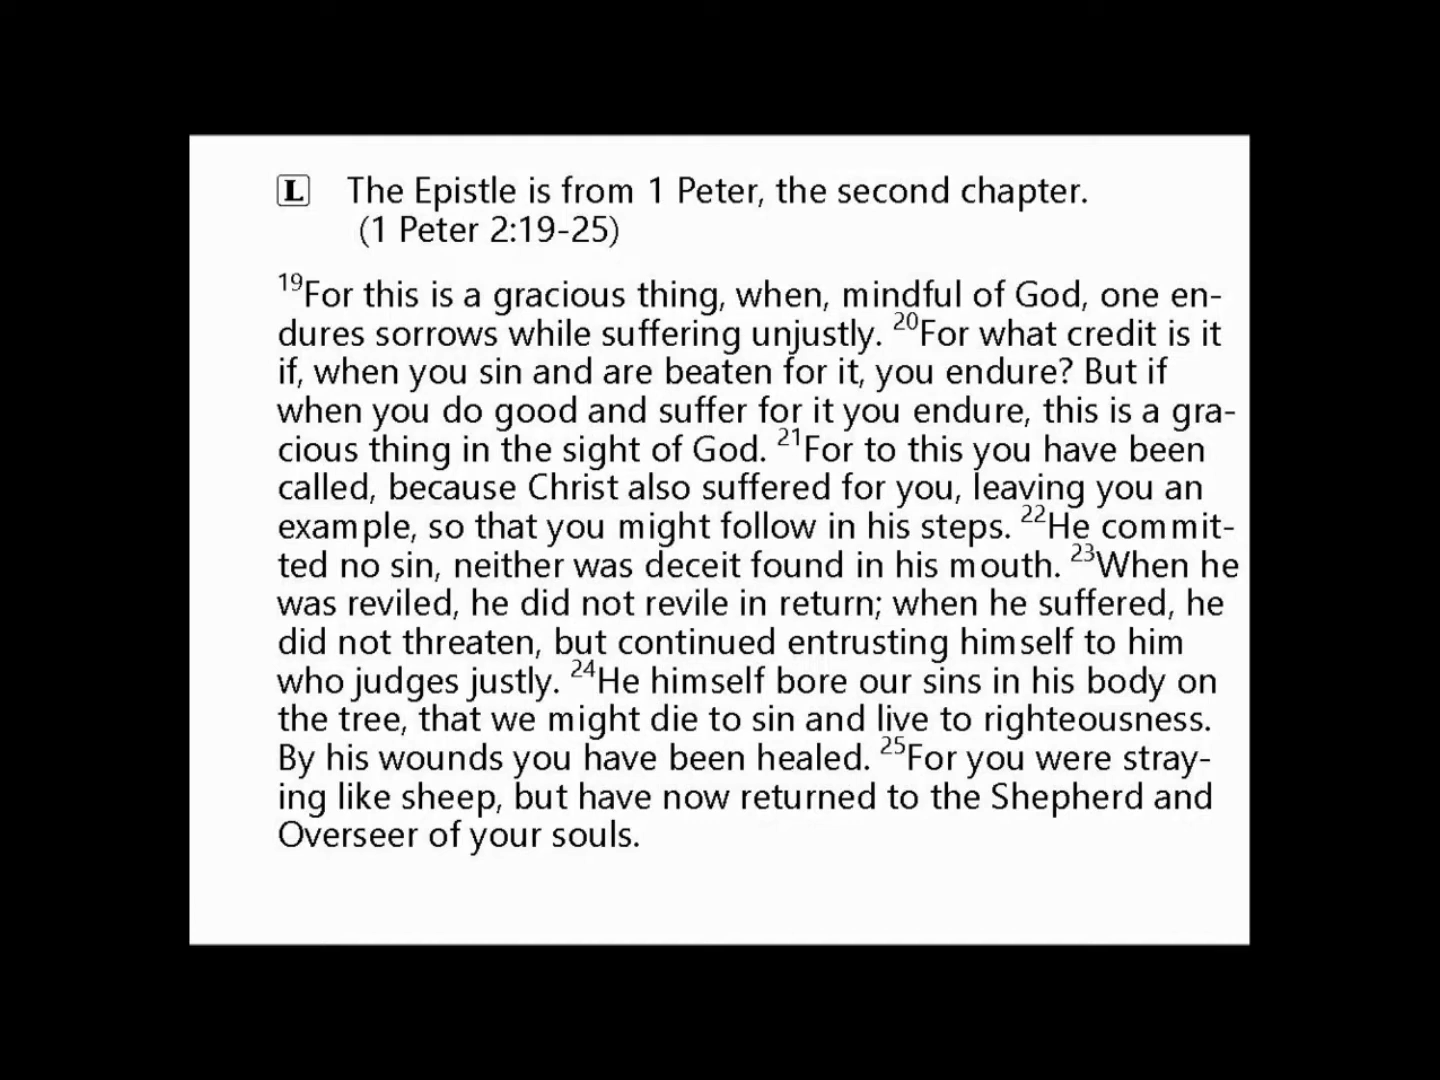 L The Epistle is from 1 Peter, the second chapter.
(1 Peter 2:19-25)
19For this is a gracious thing, when, mindful of God, one en-
dures sorrows while suffering unjustly. 20For what credit is it
if, when you sin and are beaten for it, you endure? But if
when you do good and suffer for it you endure, this is a gra-
cious thing in the sight of God. 21For to this you have been
called, because Christ also suffered for you, leaving you an
example, so that you might follow in his steps. 22He commit-
ted no sin, neither was deceit found in his mouth. 23When he
was reviled, he did not revile in return; when he suffered, he
did not threaten, but continued entrusting himself to him
who judges justly. 24He himself bore our sins in his body on
the tree, that we might die to sin and live to righteousness.
By his wounds you have been healed. 25For you were stray-
ing like sheep, but have now returned to the Shepherd and
Overseer of your souls.